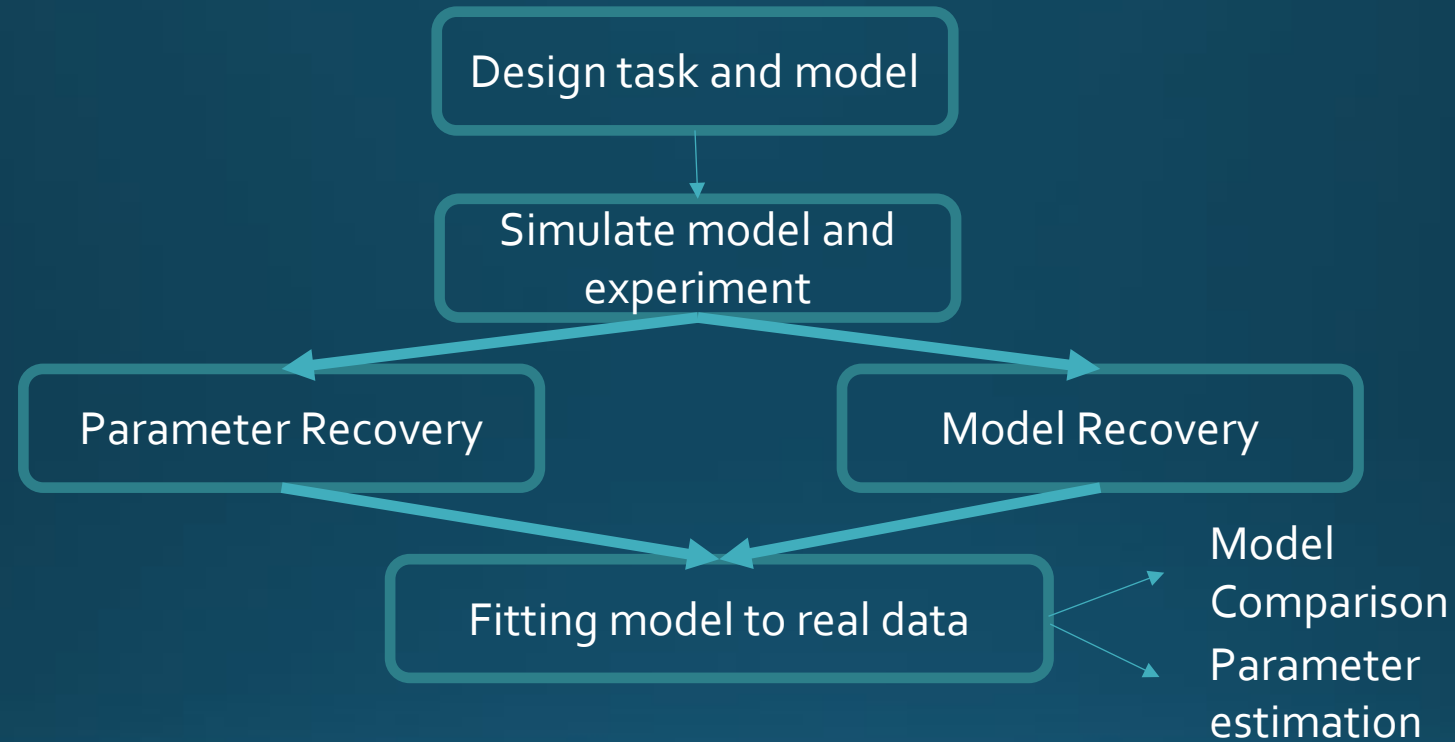 Design task and model
Simulate model and
experiment
Parameter Recovery
Model Recovery
Fitting model to real data
Model
Comparison
Parameter
estimation